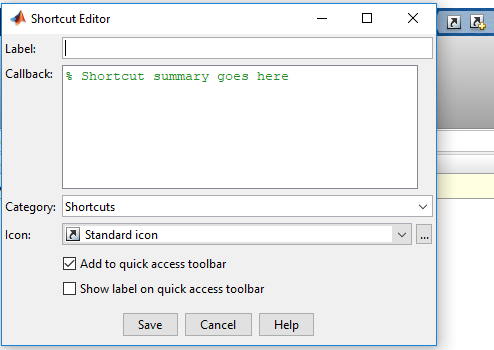 Shortcut Editor
Label:
Callback:
% Shortcut summary goes here
Category: Shortcuts
Icon: Standard icon ...
Add to quick access toolbar
Show label on quick access toolbar
Save Cancel Help